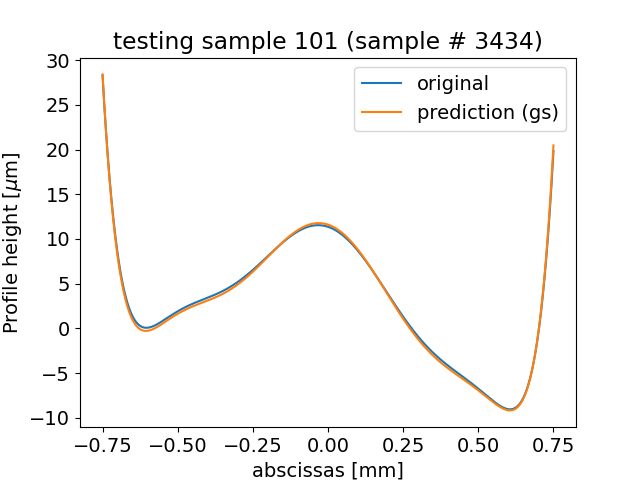 testing sample 101 (sample # 3434)
original
prediction (gs)
Profile height [μm]
30
25
20
15
10
5
0
−5
−10
−0.75 −0.50 −0.25 0.00 0.25 0.50 0.75
abscissas [mm]